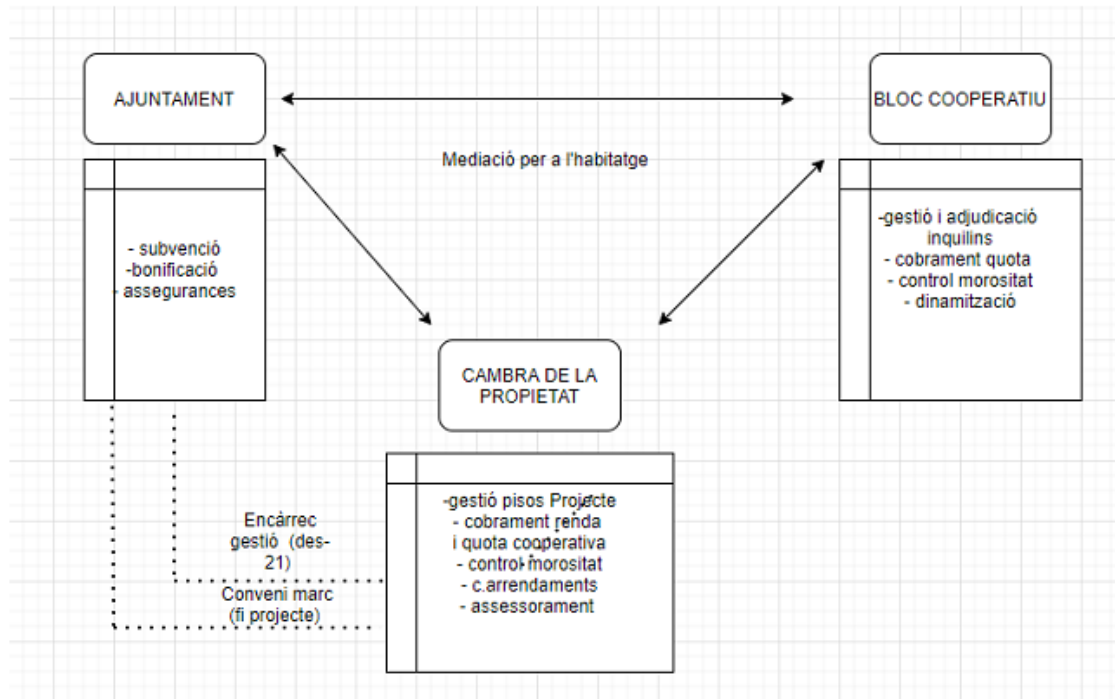 AJUNTAMENT
BLOC COOPERATIU
Mediació per a l'habitatge
- subvenció
-bonificació
- assegurances
-gestió i adjudicació
inquilins
- cobrament quota
- control morositat
- dinamització
CAMBRA DE LA
PROPIETAT
-gestió pisos Projecte
- cobrament renda
i quota cooperativa
- control morositat
- c.arrendaments
- assessorament
Encàrrec
gestió (des-
21)
Conveni marc
(fi projecte)